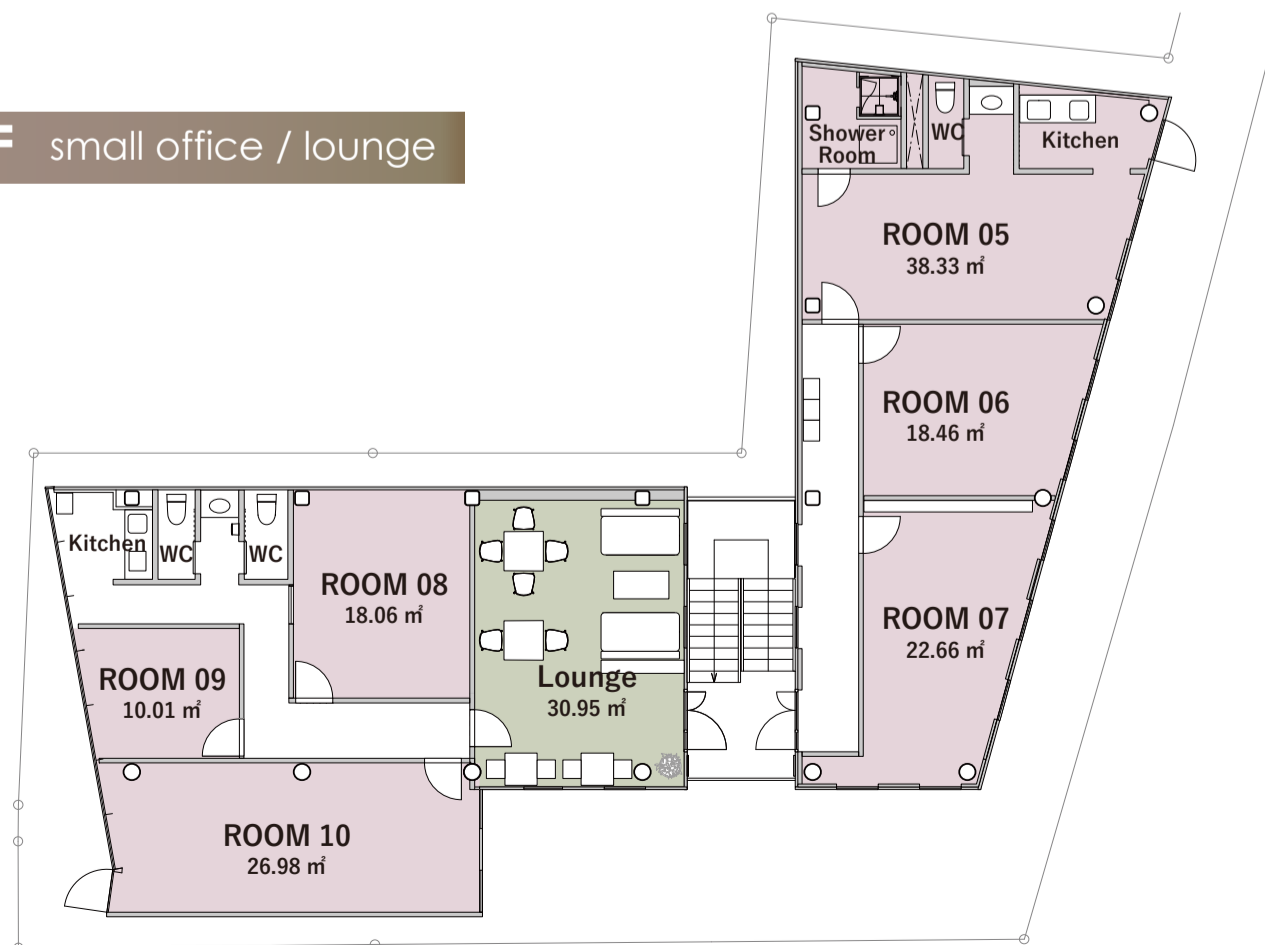 F small office / lounge
Shower
Room
WC
Kitchen
ROOM 05
38.33 ㎡
ROOM 06
18.46 ㎡
ROOM 07
22.66 ㎡
Kitchen
WC
WC
ROOM 08
18.06 ㎡
Lounge
30.95 ㎡
ROOM 09
10.01 ㎡
ROOM 10
26.98 ㎡